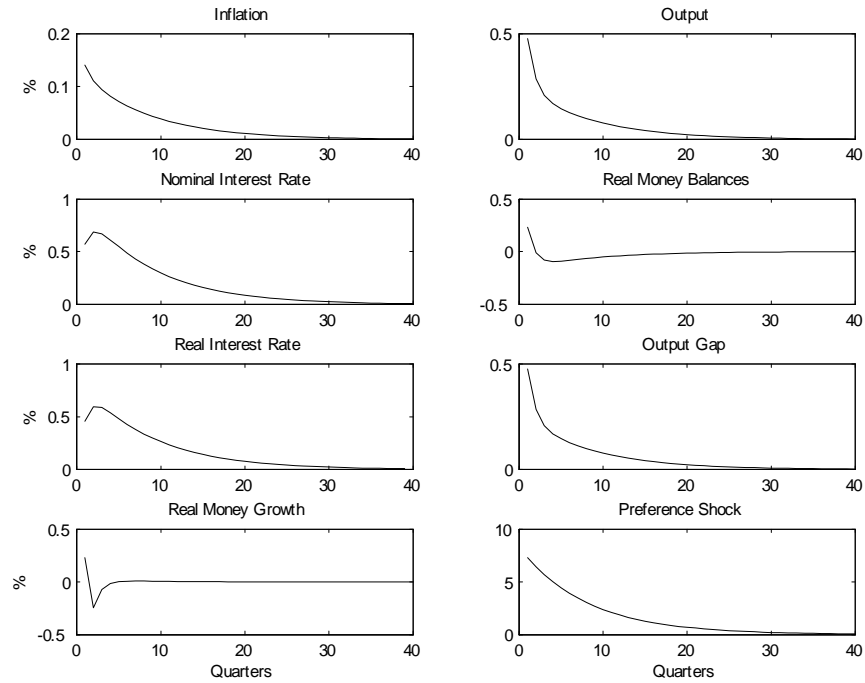 Inflation
Output
0.2
0.1
0
%
0 10 20 30 40
0.5
0
0 10 20 30 40
Nominal Interest Rate
Real Money Balances
1
0.5
0
%
0 10 20 30 40
0.5
0
-0.5
0 10 20 30 40
Real Interest Rate
Output Gap
1
0.5
0
%
0 10 20 30 40
0.5
0
0 10 20 30 40
Real Money Growth
Preference Shock
0.5
0
-0.5
%
0 10 20 30 40
Quarters
10
5
0
0 10 20 30 40
Quarters